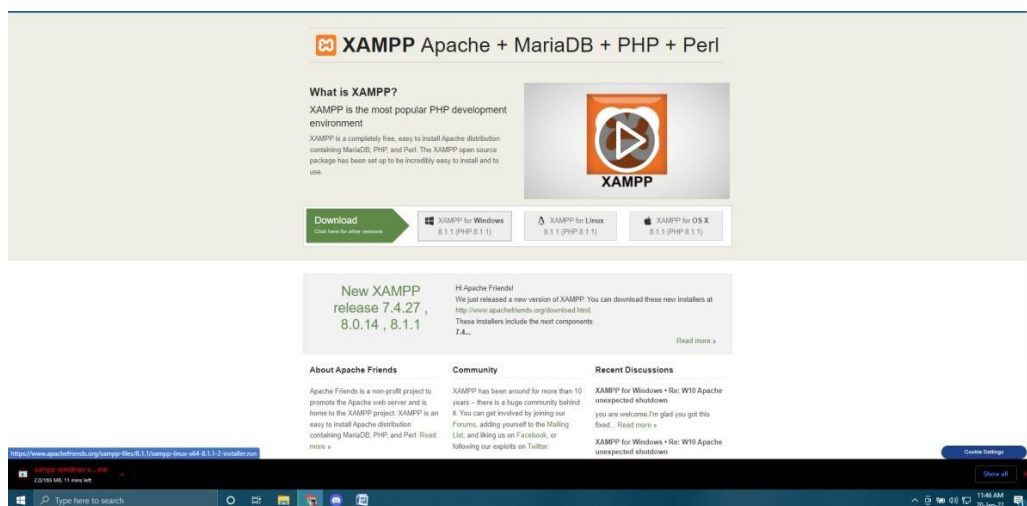 XAMPP Apache + MariaDB + PHP + Perl
What is XAMPP?
XAMPP is the most popular PHP development
environment
XAMPP is a completely free, easy to install Apache distribution
containing MariaDB, PHP, and Perl. The XAMPP open source
package has been set up to be incredibly easy to install and to
use.
XAMPP
Download
Click here for other versions
XAMPP for Windows
8.1.1 (PHP 8.1.1)
XAMPP for Linux
8.1.1 (PHP 8.1.1)
XAMPP for OS X
8.1.1 (PHP 8.1.1)
New XAMPP
release 7.4.27 ,
8.0.14 , 8.1.1
Hi Apache Friends!
We just released a new version of XAMPP. You can download these new installers at
http://www.apachefriends.org/download.html.
These installers include the next components:
7.4...
Read more »
About Apache Friends
Apache Friends is a non-profit project to
promote the Apache web server and is
home to the XAMPP project. XAMPP is an
easy to install Apache distribution
containing MariaDB, PHP, and Perl. Read
more »
Community
XAMPP has been around for more than 10
years – there is a huge community behind
it. You can get involved by joining our
Forums, adding yourself to the Mailing
List, and liking us on Facebook, or
following our exploits on Twitter.
Recent Discussions
XAMPP for Windows • Re: W10 Apache
unexpected shutdown
you are welcome.I'm glad you got this
fixed... Read more »
XAMPP for Windows • Re: W10 Apache
unexpected shutdown
https://www.apachefriends.org/xampp-files/8.1.1/xampp-linux-x64-8.1.1-2-installer.run
Cookie Settings
xampp-windows-x....exe
2.0/165 MB, 11 mins left
Show all
Type here to search
11:46 AM
20-Jan-22